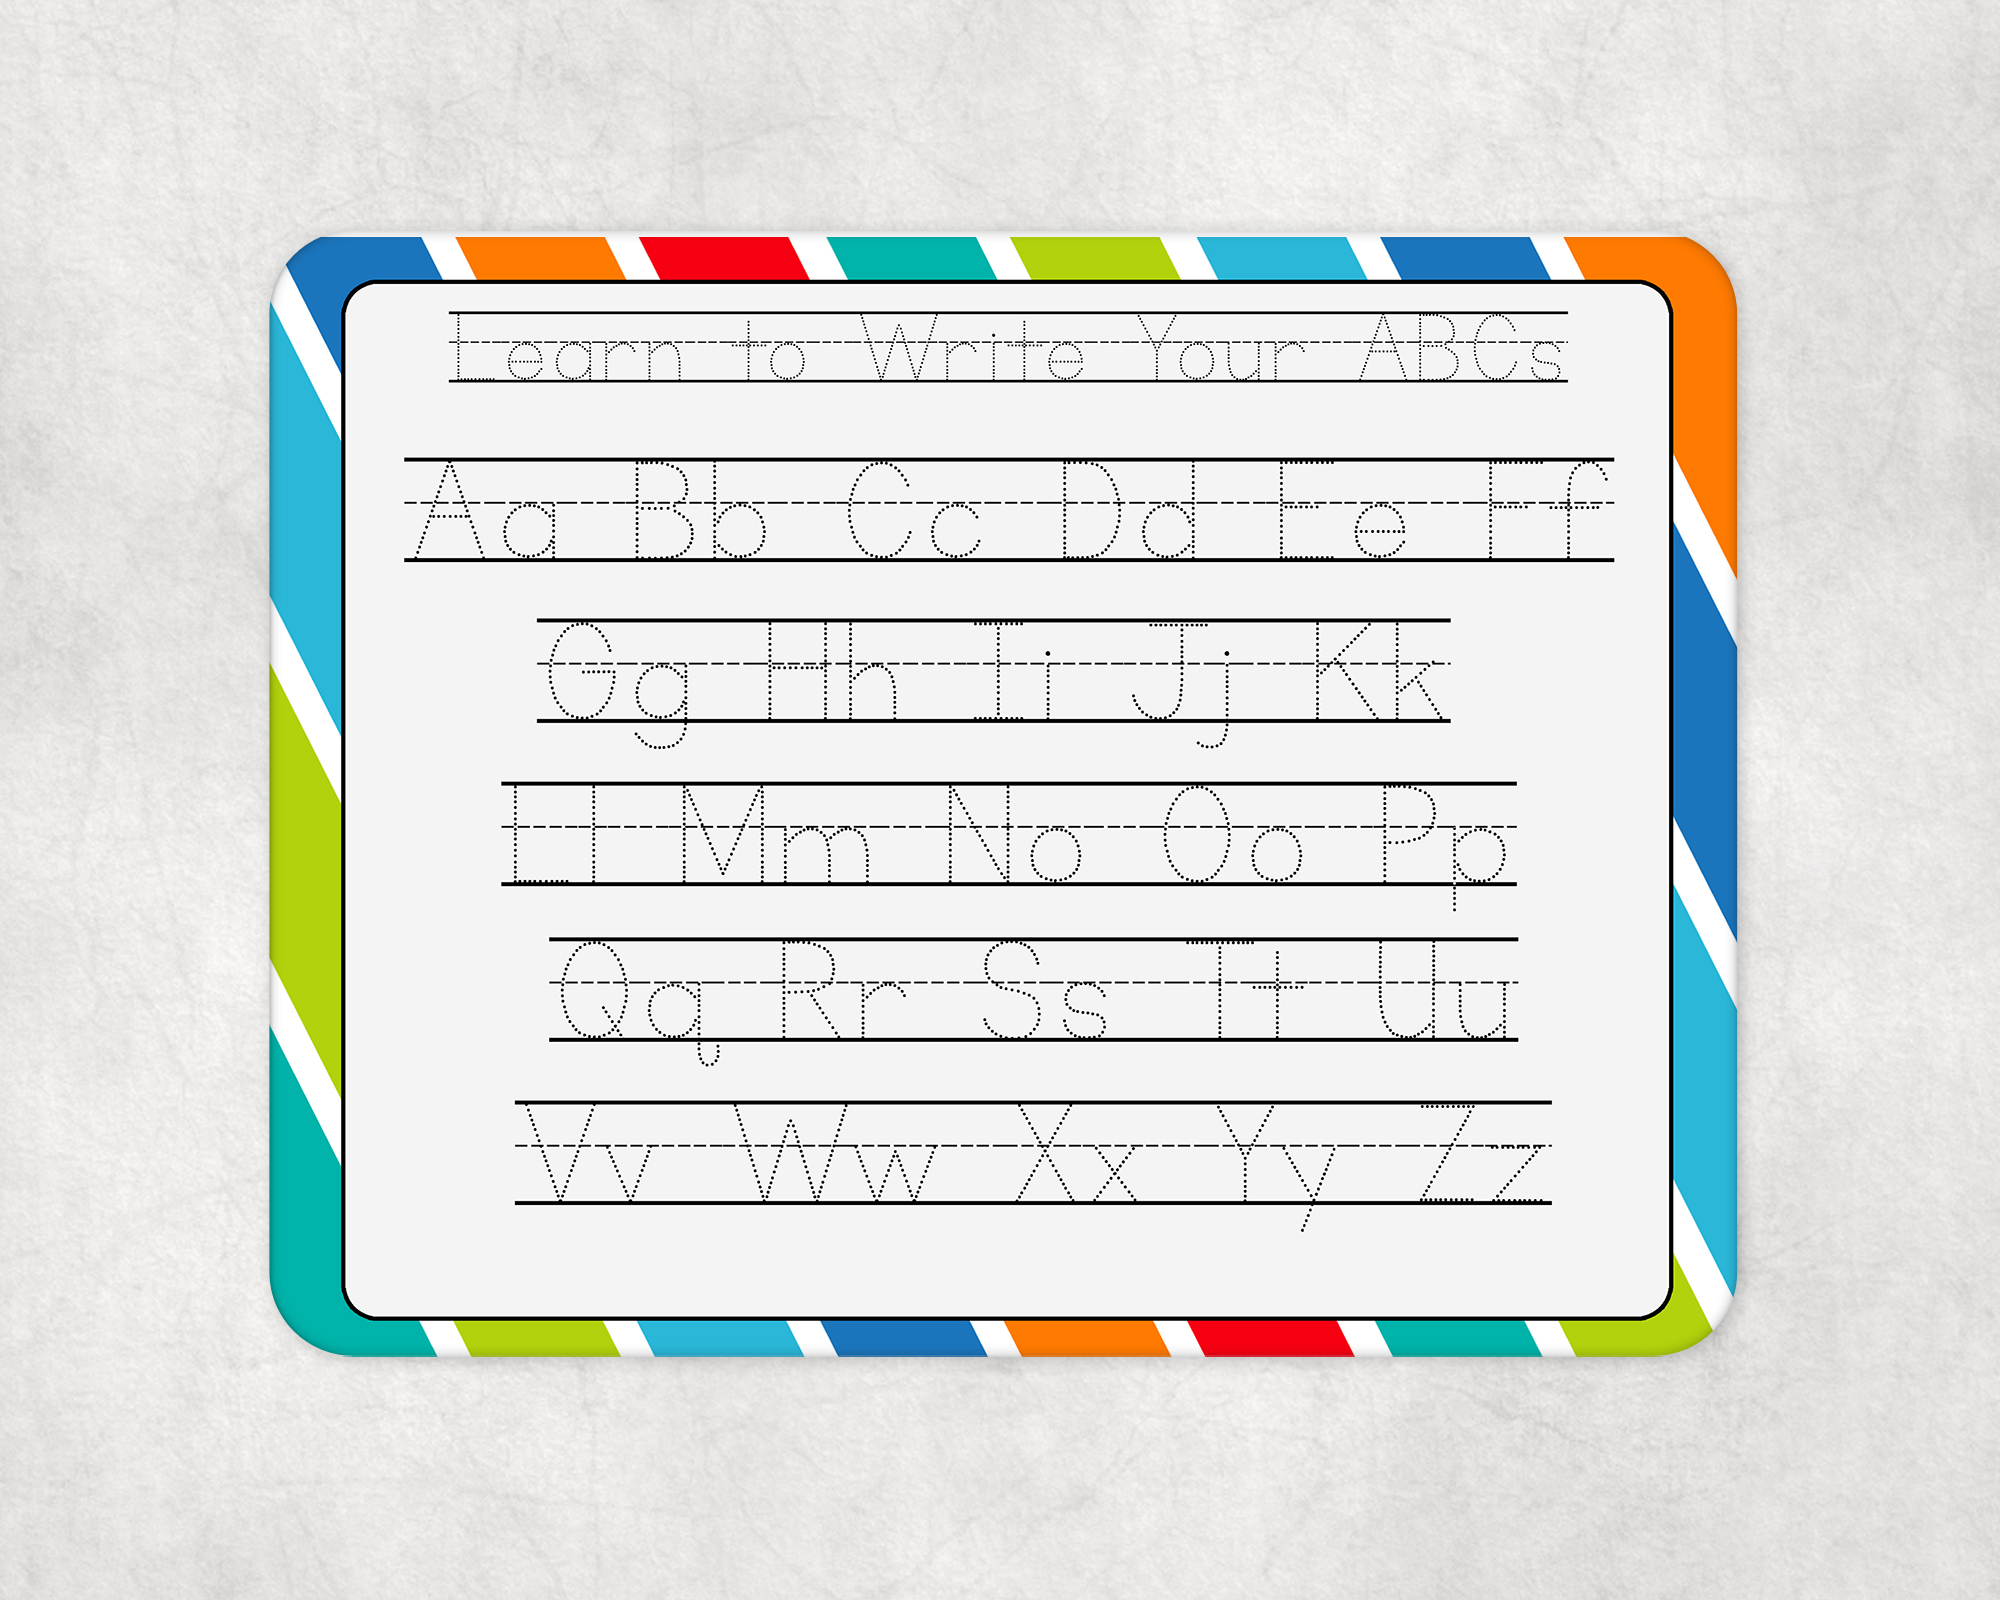 Learn to Write Your ABCs
Aa Bb Cc Dd Ee Ff
Gg Hh Ii Jj Kk
Ll Mm No Oo Pp
Qq Rr Ss Tt Uu
Vv Ww Xx Yy Zz